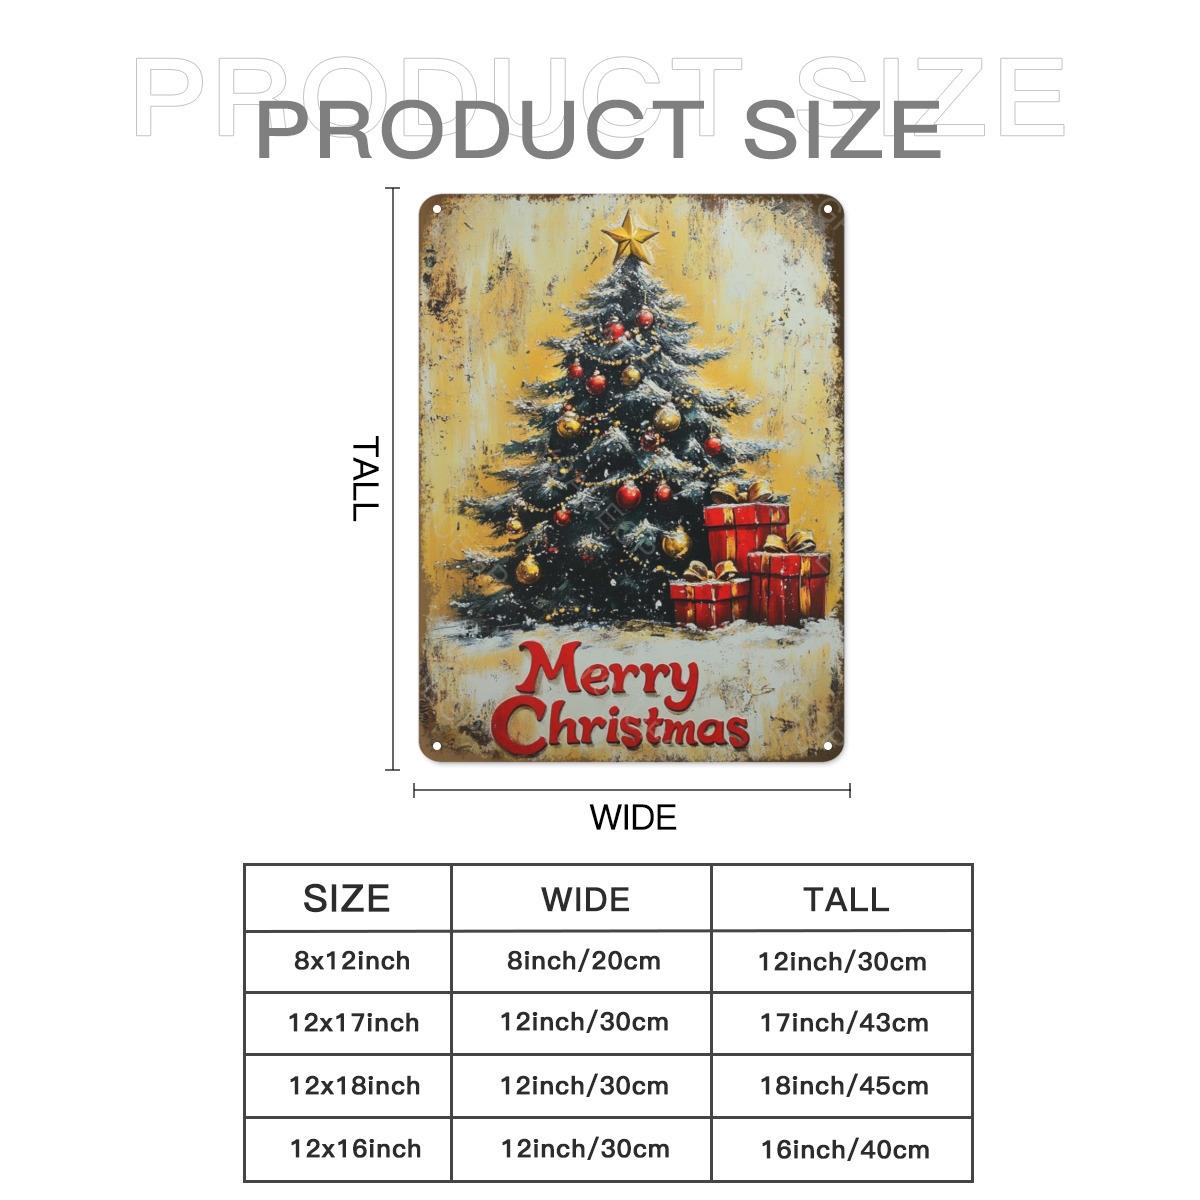 PRODUCT SIZE
PRODUCT SIZE
TALL
Merry
Christmas
WIDE
SIZE WIDE TALL
8x12inch 8inch/20cm 12inch/30cm
12x17inch 12inch/30cm 17inch/43cm
12x18inch 12inch/30cm 18inch/45cm
12x16inch 12inch/30cm 16inch/40cm